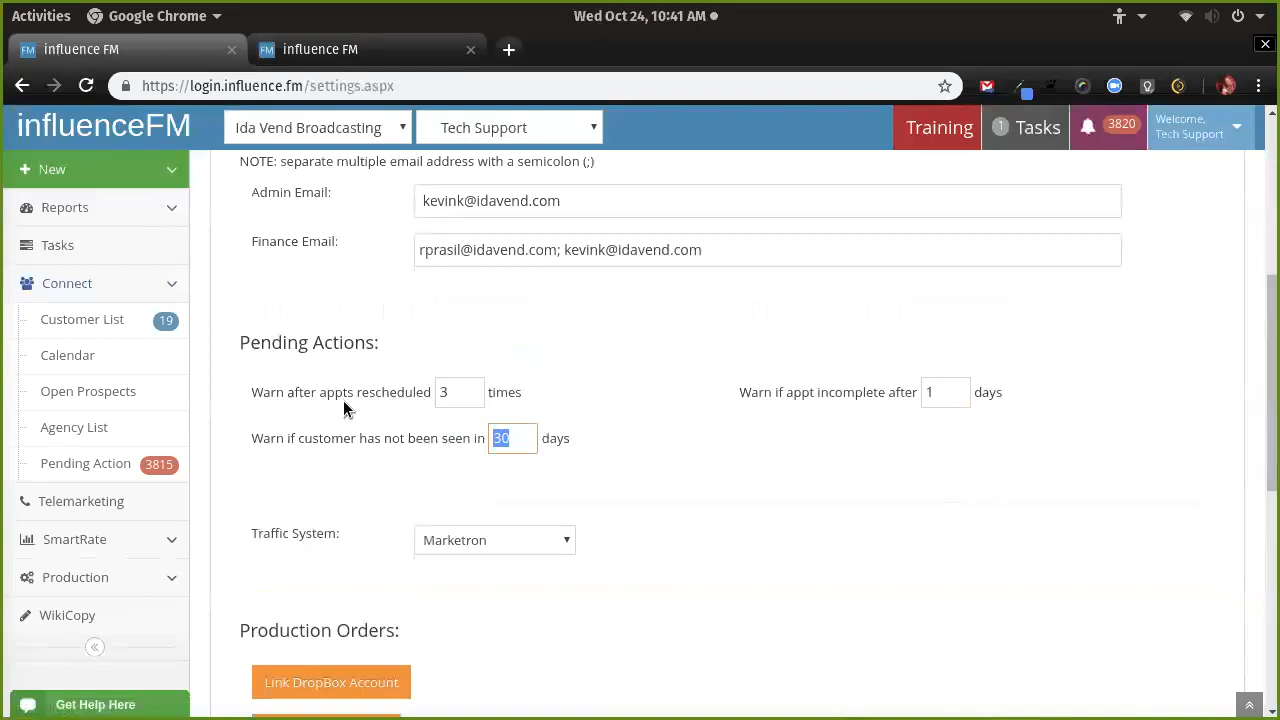 Activities Google Chrome Wed Oct 24, 10:41 AM
influence FM influence FM
https://login.influence.fm/settings.aspx
influenceFM Ida Vend Broadcasting Tech Support Training 1 Tasks 3820 Welcome, Tech Support
New
Reports
Tasks
Connect
Customer List 19
Calendar
Open Prospects
Agency List
Pending Action 3815
Telemarketing
SmartRate
Production
WikiCopy
Get Help Here
NOTE: separate multiple email address with a semicolon (;)
Admin Email: kevink@idavend.com
Finance Email: rprasil@idavend.com; kevink@idavend.com
Pending Actions:
Warn after appts rescheduled 3 times Warn if appt incomplete after 1 days
Warn if customer has not been seen in 30 days
Traffic System: Marketron
Production Orders:
Link DropBox Account